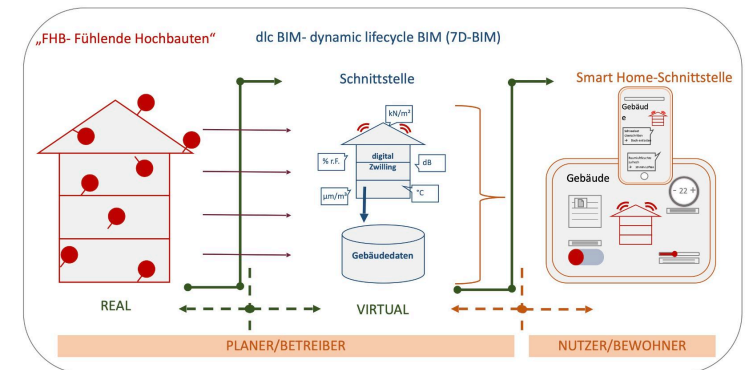 „FHB- Fühlende Hochbauten“
dlc BIM- dynamic lifecycle BIM (7D-BIM)
Schnittstelle
Smart Home-Schnittstelle
kN/m²
% r.F.
digital
Zwilling
dB
µm/m³
°C
Gebäudedaten
Gebäud
e
Gebäude
- 22 +
REAL
VIRTUAL
PLANER/BETREIBER
NUTZER/BEWOHNER